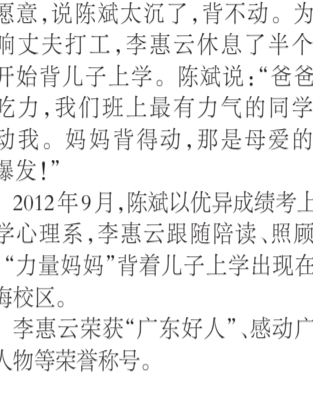 愿意，说陈斌太沉了，背不动。为
响丈夫打工，李惠云休息了半个
开始背儿子上学。陈斌说：“爸爸
吃力，我们班上最有力气的同学
动我。妈妈背得动，那是母爱的
爆发！”
2012年9月，陈斌以优异成绩考上
学心理系，李惠云跟随陪读、照顾
“力量妈妈”背着儿子上学出现在
海校区。
李惠云荣获“广东好人”、感动广
人物等荣誉称号。